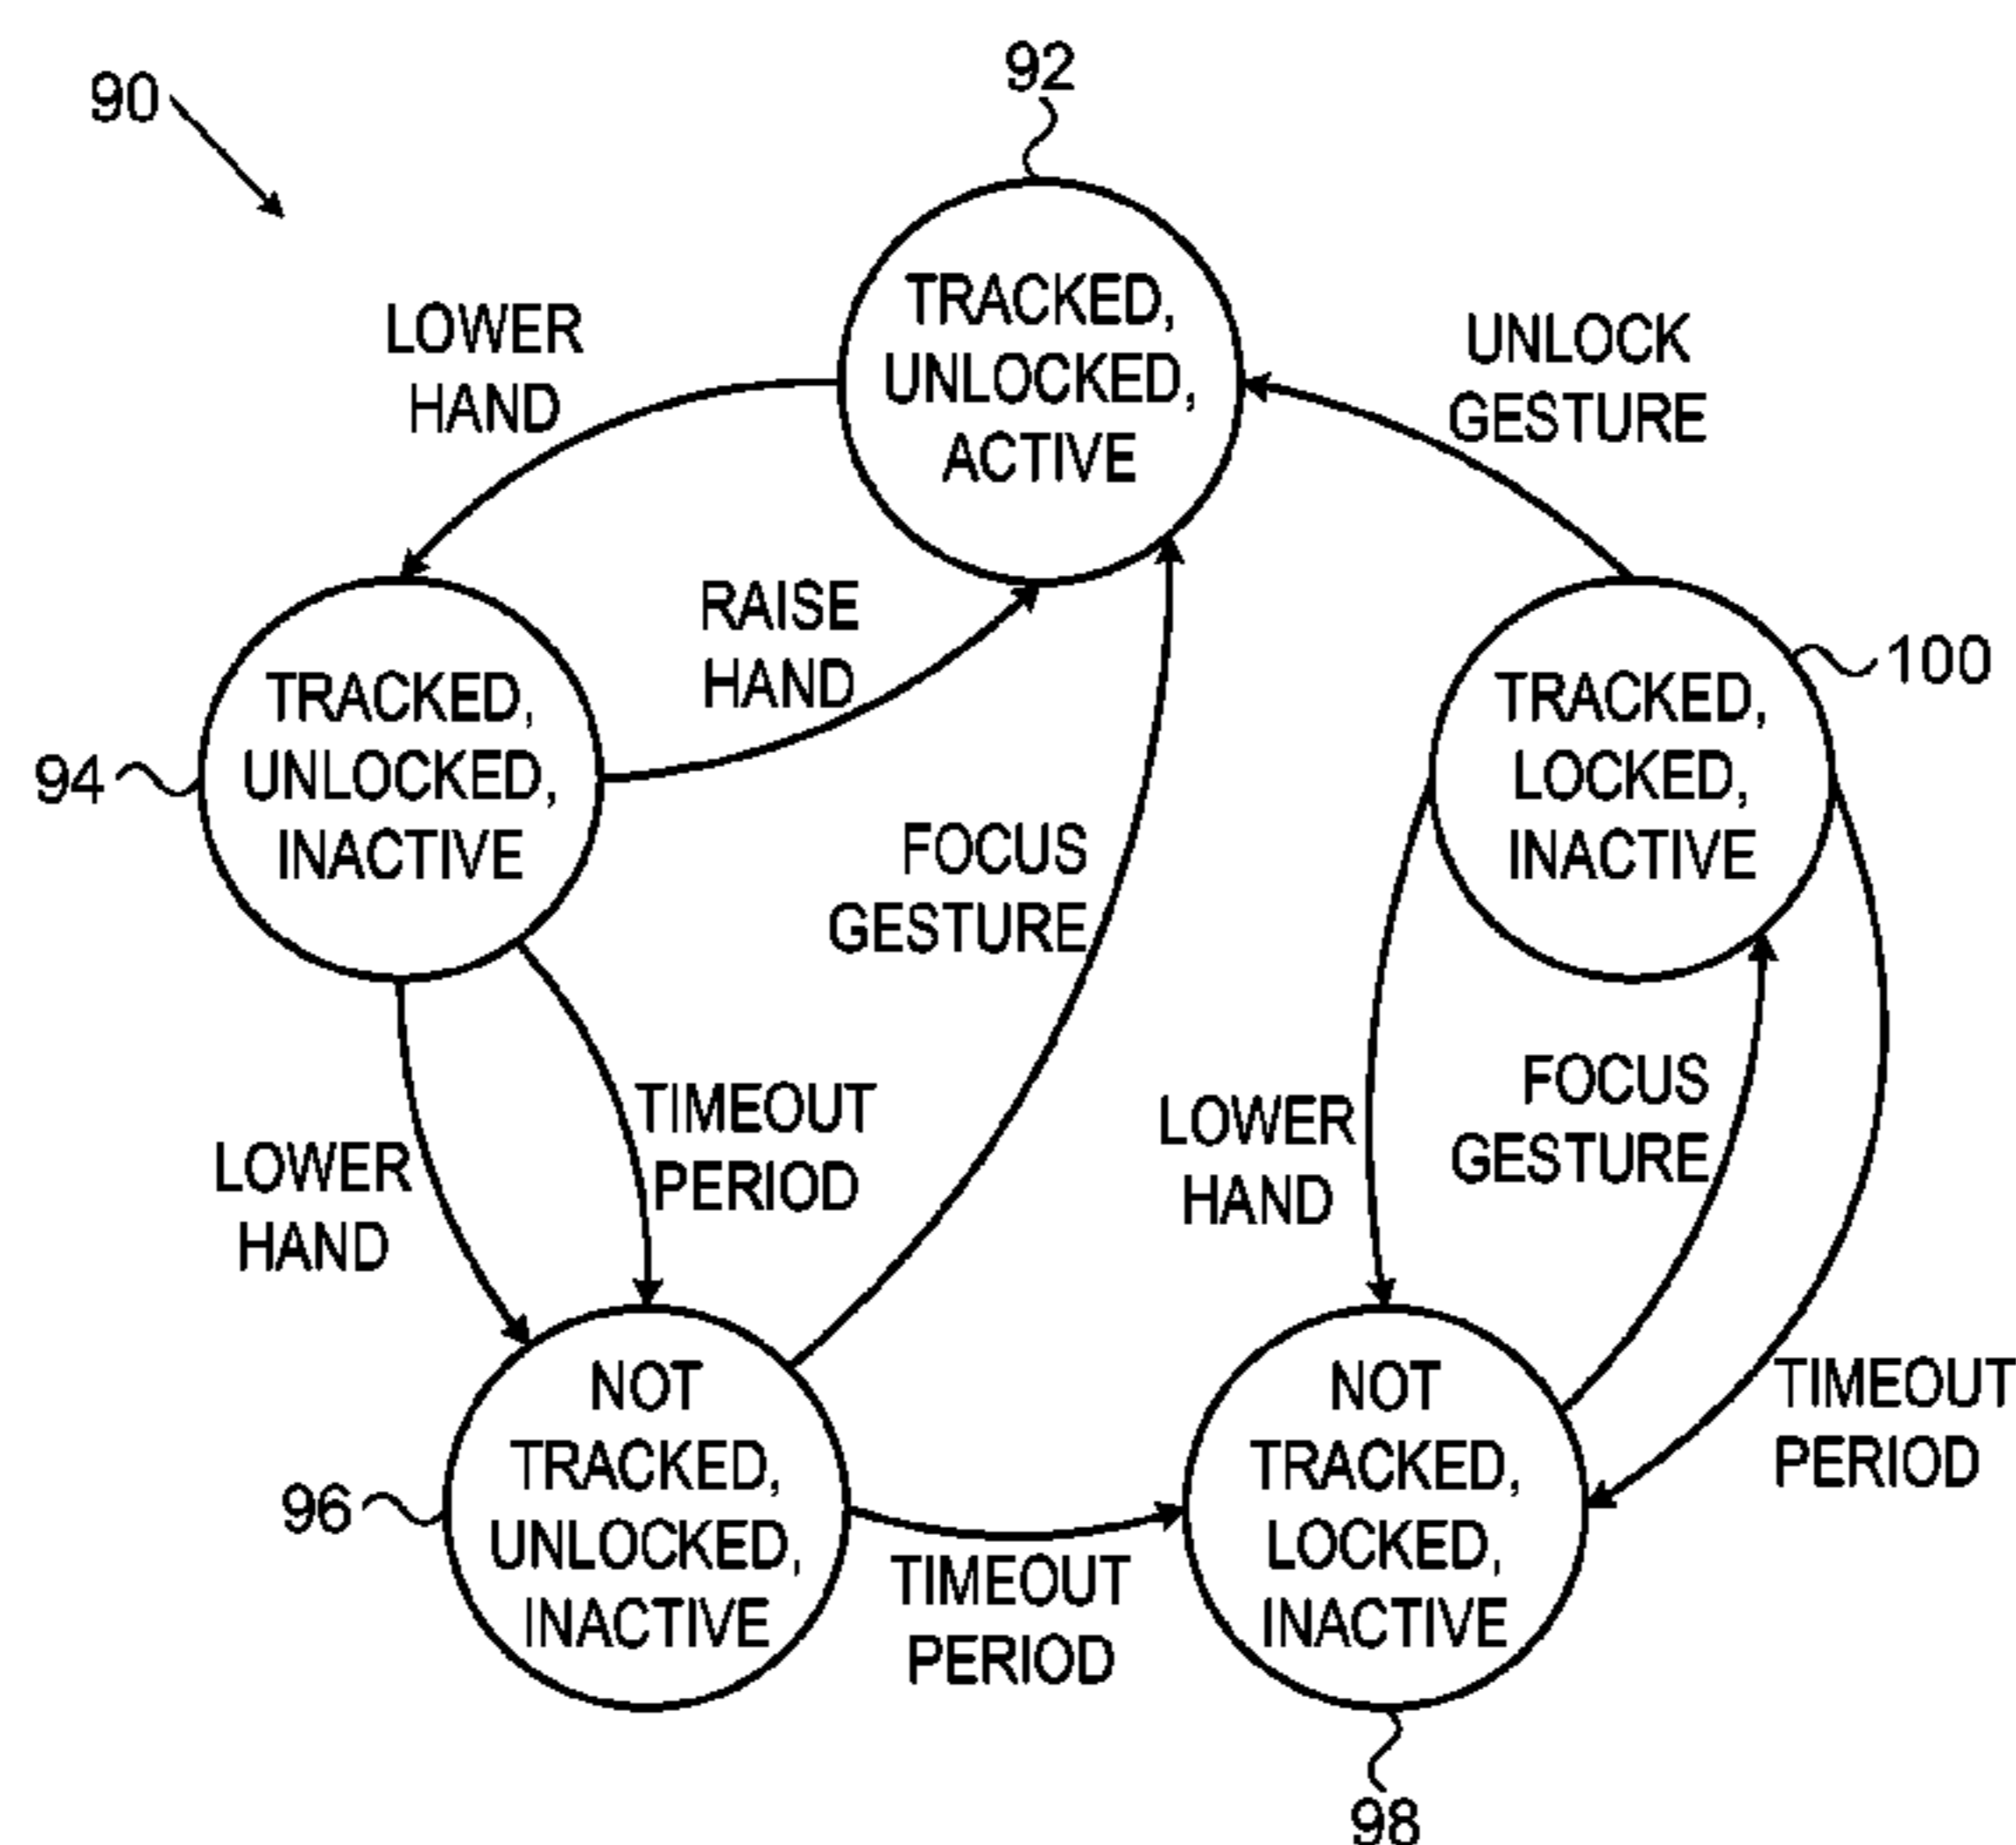 90
92
TRACKED,
UNLOCKED,
ACTIVE
LOWER
HAND
UNLOCK
GESTURE
RAISE
HAND
100
94
TRACKED,
UNLOCKED,
INACTIVE
TRACKED,
LOCKED,
INACTIVE
FOCUS
GESTURE
LOWER
HAND
TIMEOUT
PERIOD
LOWER
HAND
FOCUS
GESTURE
TIMEOUT
PERIOD
96
NOT
TRACKED,
UNLOCKED,
INACTIVE
TIMEOUT
PERIOD
NOT
TRACKED,
LOCKED,
INACTIVE
98